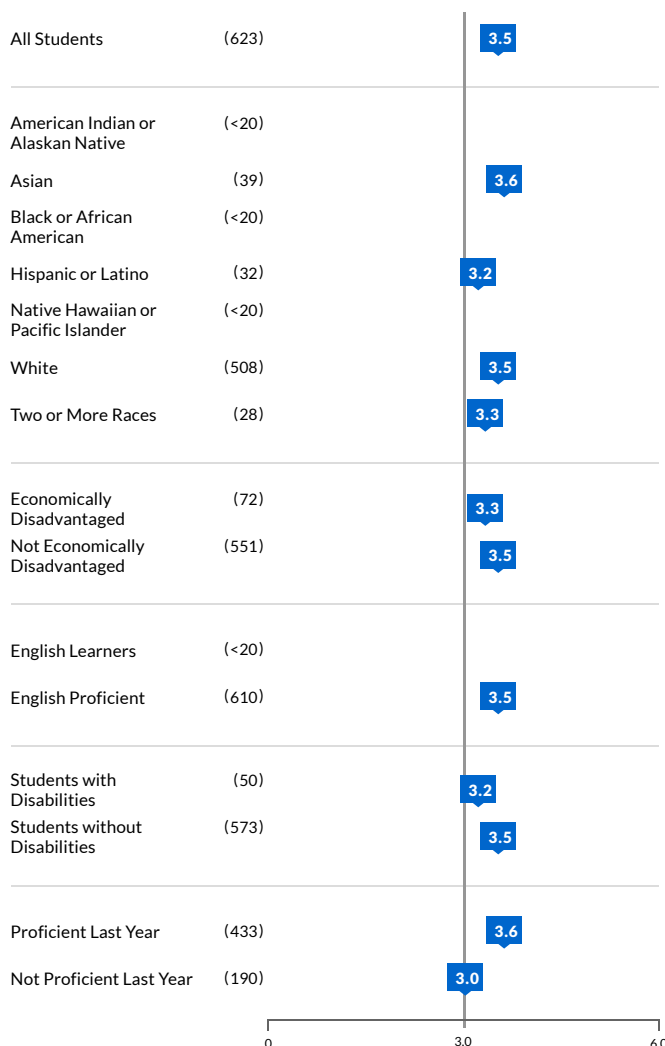 All Students (623) 3.5
American Indian or (<20)
Alaskan Native
Asian (39) 3.6
Black or African (<20)
American
Hispanic or Latino (32) 3.2
Native Hawaiian or (<20)
Pacific Islander
White (508) 3.5
Two or More Races (28) 3.3
Economically (72) 3.3
Disadvantaged
Not Economically (551) 3.5
Disadvantaged
English Learners (<20)
English Proficient (610) 3.5
Students with (50) 3.2
Disabilities
Students without (573) 3.5
Disabilities
Proficient Last Year (433) 3.6
Not Proficient Last Year (190) 3.0
0 3.0 6.0